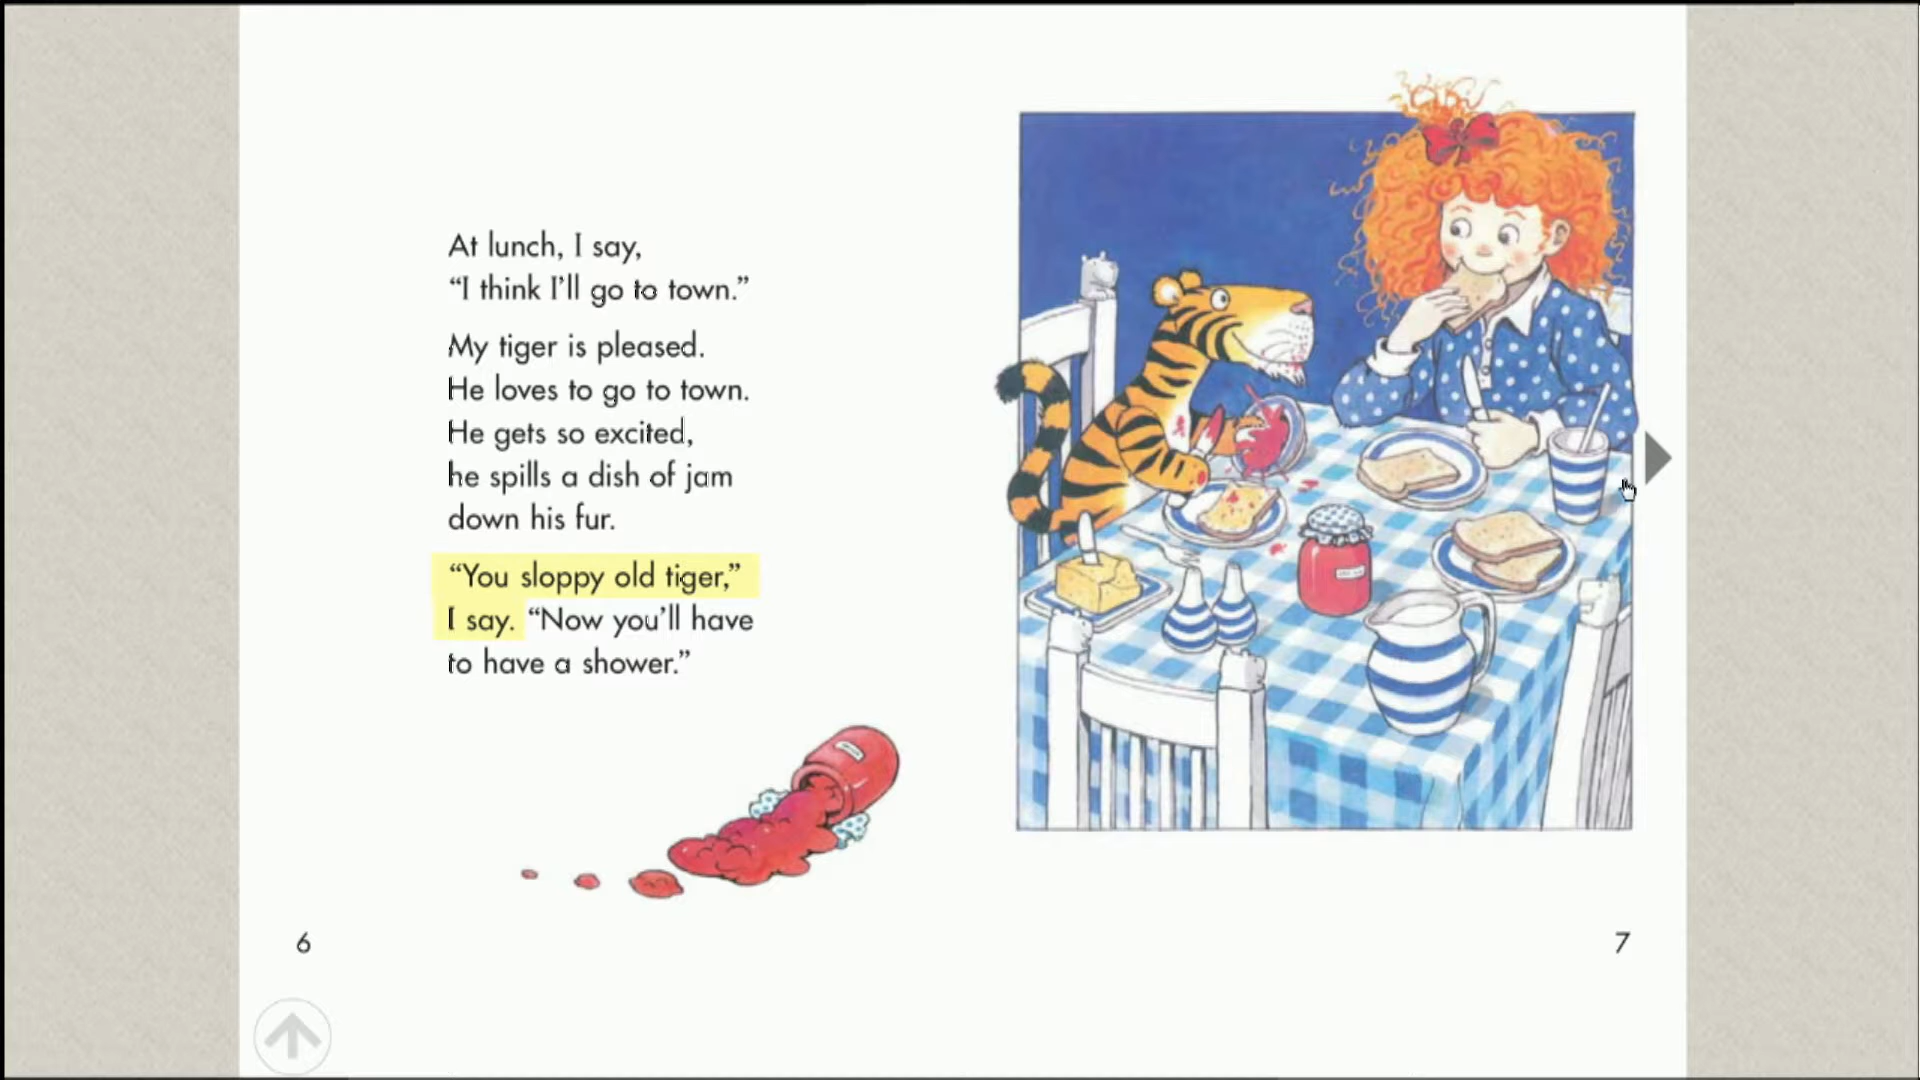 At lunch, I say,
“I think I’ll go to town.”
My tiger is pleased.
He loves to go to town.
He gets so excited,
he spills a dish of jam
down his fur.
“You sloppy old tiger,”
I say. “Now you’ll have
to have a shower.”
6
7